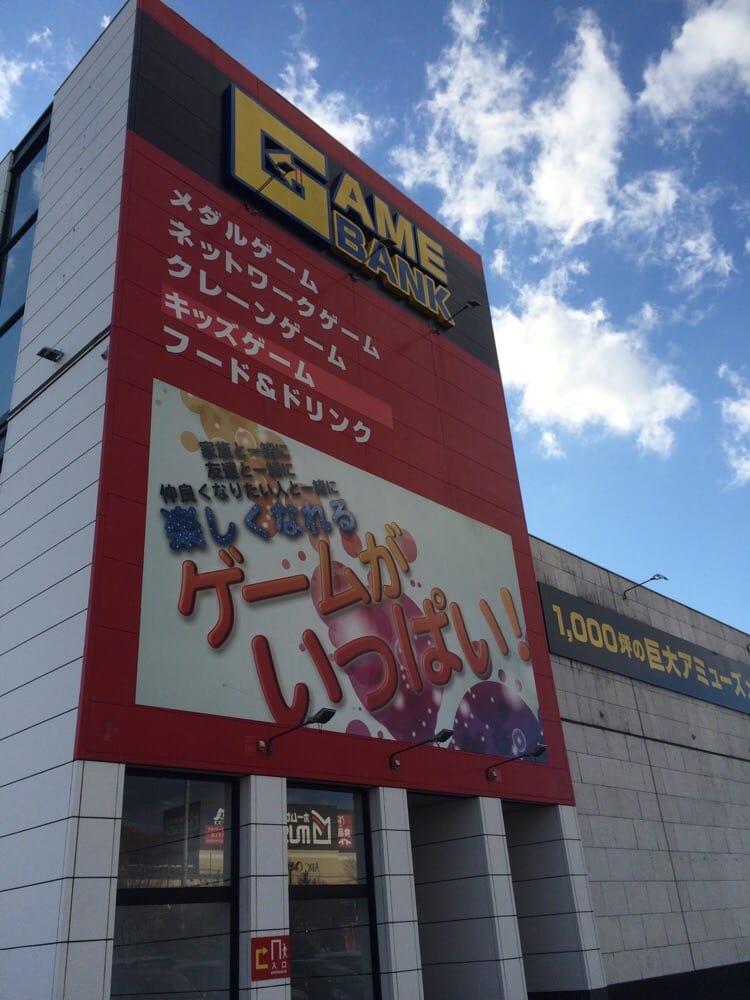 GAME
BANK
メダルゲーム
ネットワークゲーム
クレーンゲーム
キッズゲーム
フード&ドリンク
家族と一緒に
友達と一緒に
仲良くなりたい人と一緒に
楽しくなれる
ゲームが
いっぱい!
1,000坪の巨大アミューズ
入口